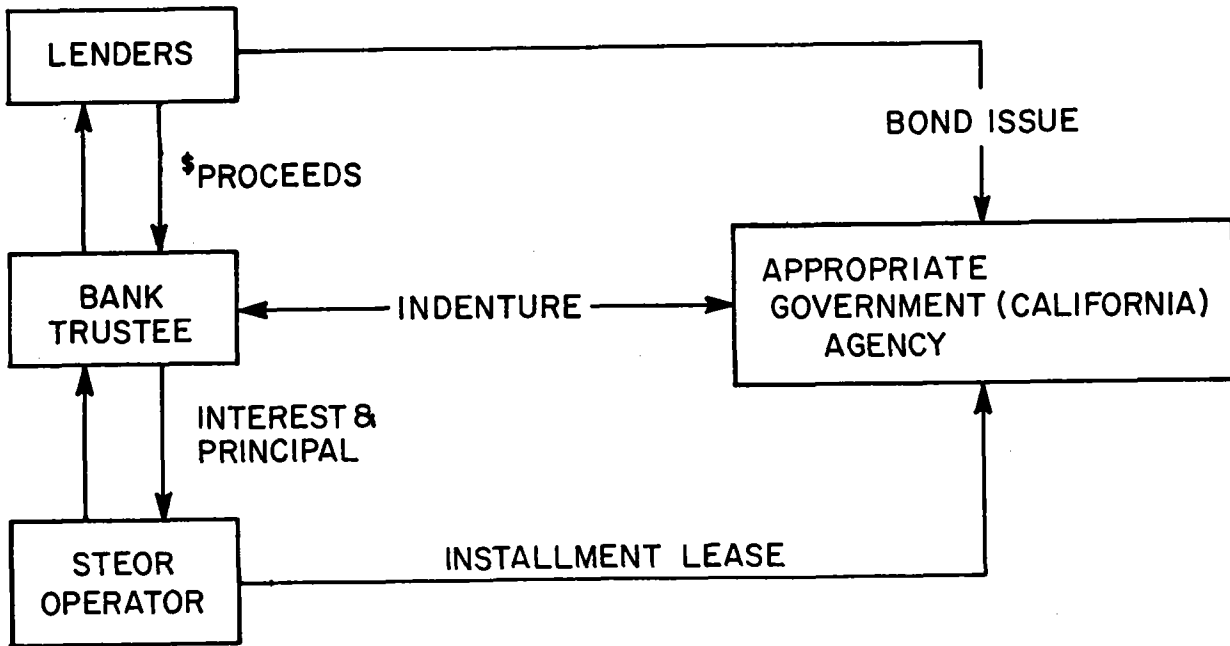 LENDERS
BOND ISSUE
$PROCEEDS
APPROPRIATE
GOVERNMENT (CALIFORNIA)
AGENCY
BANK
TRUSTEE
INDENTURE
INTEREST &
PRINCIPAL
STEOR
OPERATOR
INSTALLMENT LEASE